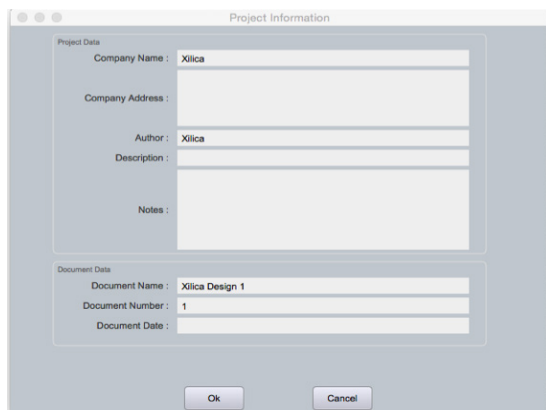 Project Information
Project Data
Company Name : Xilica
Company Address :
Author : Xilica
Description :
Notes :
Document Data
Document Name : Xilica Design 1
Document Number : 1
Document Date :
Ok Cancel